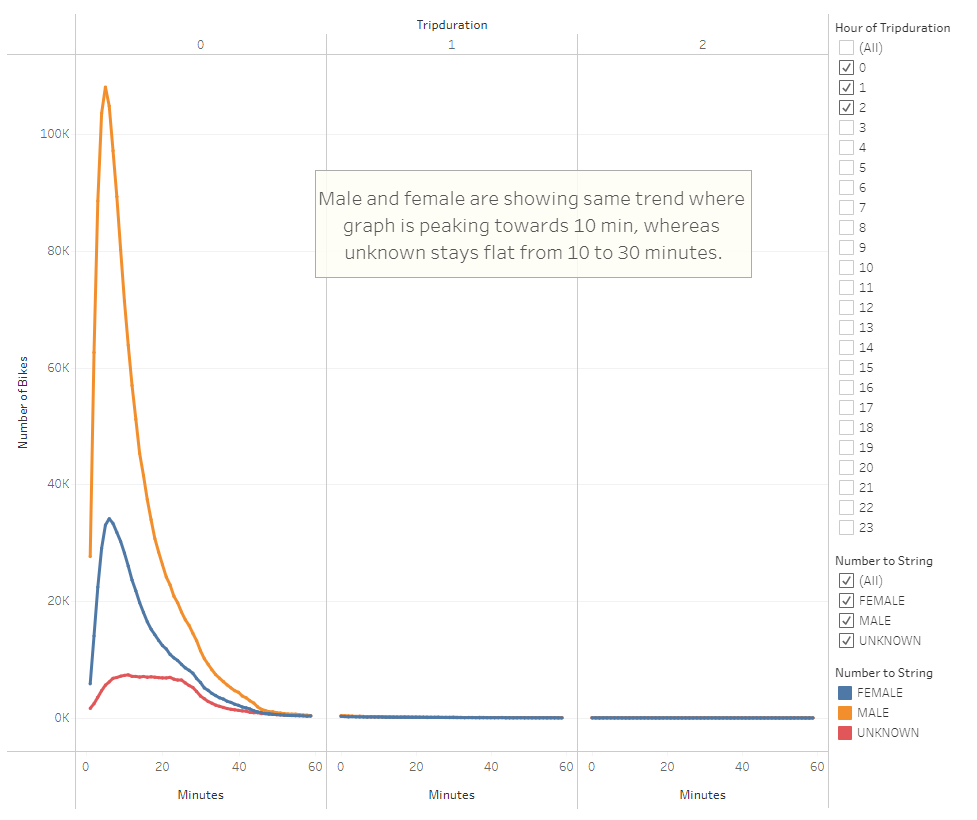 Tripduration
0
1
2
100K
80K
60K
40K
20K
0K
Number of Bikes
Male and female are showing same trend where
graph is peaking towards 10 min, whereas
unknown stays flat from 10 to 30 minutes.
0 20 40 60
0 20 40 60
0 20 40 60
Minutes
Minutes
Minutes
Hour of Tripduration
(All)
0
1
2
3
4
5
6
7
8
9
10
11
12
13
14
15
16
17
18
19
20
21
22
23
Number to String
(All)
FEMALE
MALE
UNKNOWN
Number to String
FEMALE
MALE
UNKNOWN